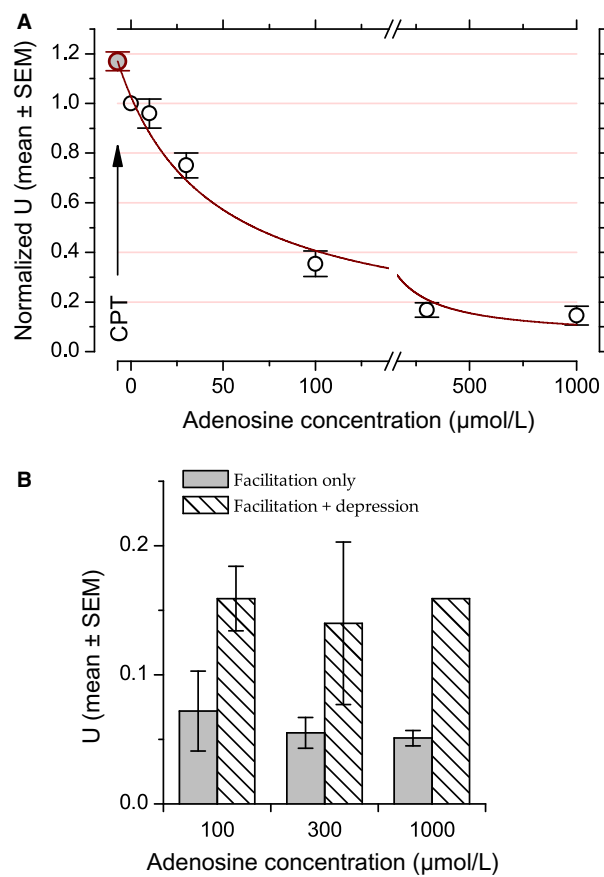 A
Normalized U (mean ± SEM)
1.2
1.0
0.8
0.6
0.4
0.2
0.0
CPT
0 50 100 500 1000
Adenosine concentration (µmol/L)
B
Facilitation only
Facilitation + depression
U (mean ± SEM)
0.2
0.1
0.0
100 300 1000
Adenosine concentration (µmol/L)